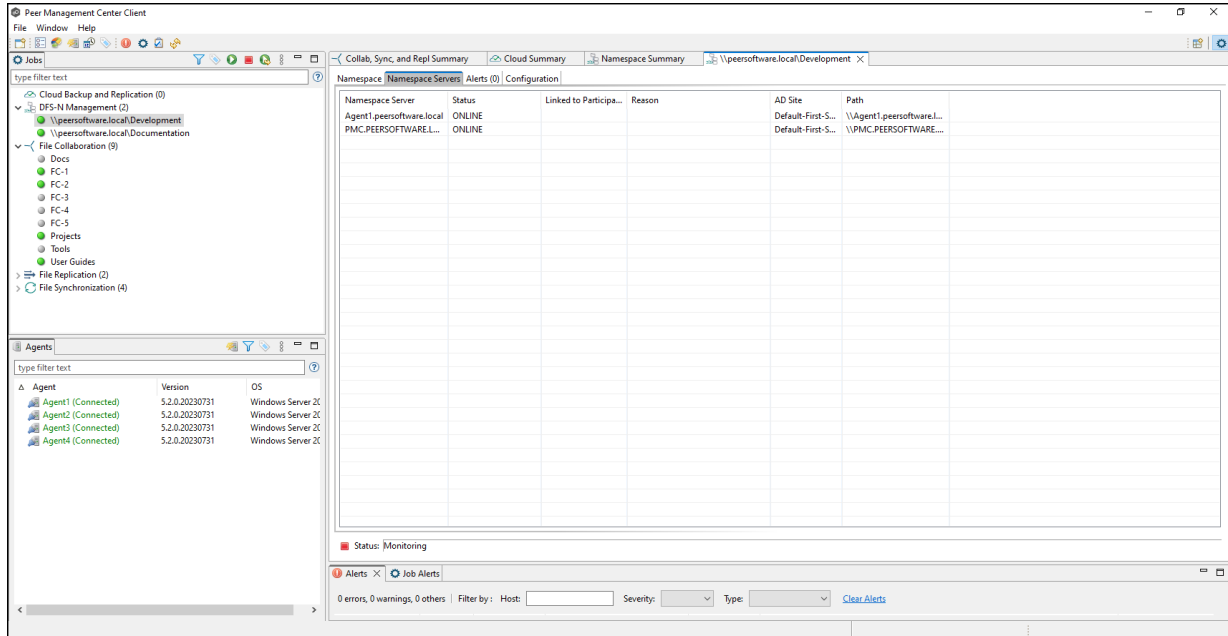 Peer Management Center Client
File Window Help
Jobs
type filter text
Cloud Backup and Replication (0)
DFS-N Management (2)
\\peersoftware.local\Development
\\peersoftware.local\Documentation
File Collaboration (9)
Docs
FC-1
FC-2
FC-3
FC-4
FC-5
Projects
Tools
User Guides
File Replication (2)
File Synchronization (4)
Agents
type filter text
Agent Version OS
Agent1 (Connected) 5.2.0.20230731 Windows Server 20
Agent2 (Connected) 5.2.0.20230731 Windows Server 20
Agent3 (Connected) 5.2.0.20230731 Windows Server 20
Agent4 (Connected) 5.2.0.20230731 Windows Server 20
Collab, Sync, and Repl Summary Cloud Summary Namespace Summary \\peersoftware.local\Development
Namespace Namespace Servers Alerts (0) Configuration
Namespace Server Status Linked to Participa... Reason AD Site Path
Agent1.peersoftware.local ONLINE Default-First-S... \\Agent1.peersoftware.l...
PMC.PEERSOFTWARE.L... ONLINE Default-First-S... \\PMC.PEERSOFTWARE....
Status: Monitoring
Alerts Job Alerts
0 errors, 0 warnings, 0 others Filter by: Host: Severity: Type: Clear Alerts